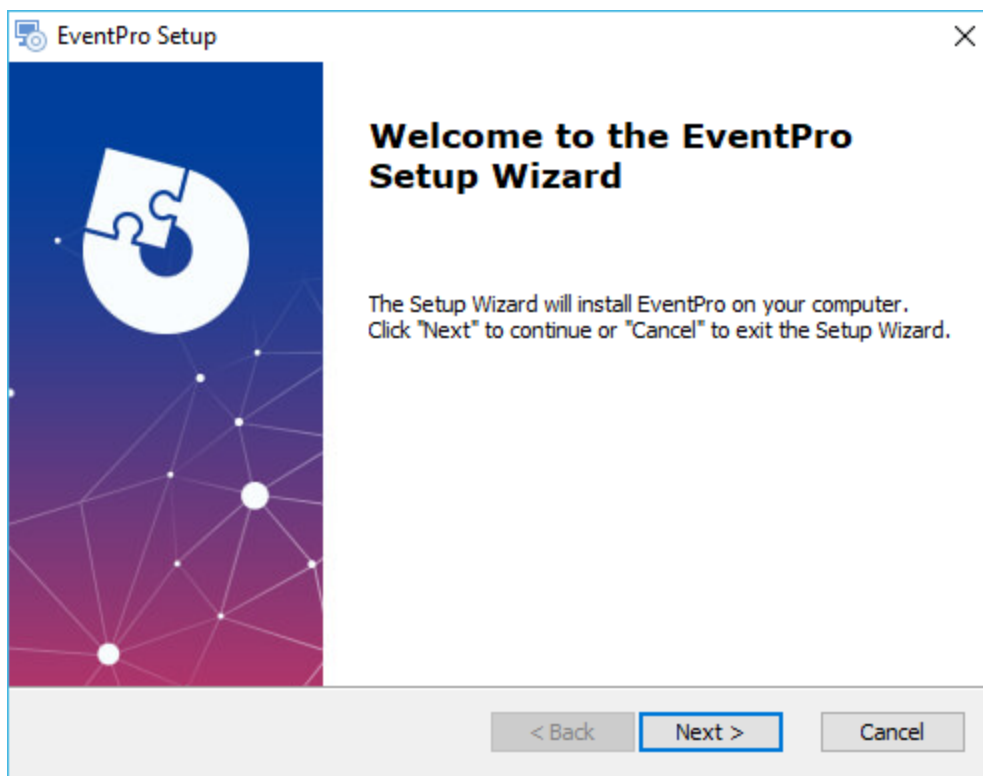 EventPro Setup
Welcome to the EventPro
Setup Wizard
The Setup Wizard will install EventPro on your computer.
Click "Next" to continue or "Cancel" to exit the Setup Wizard.
< Back
Next >
Cancel